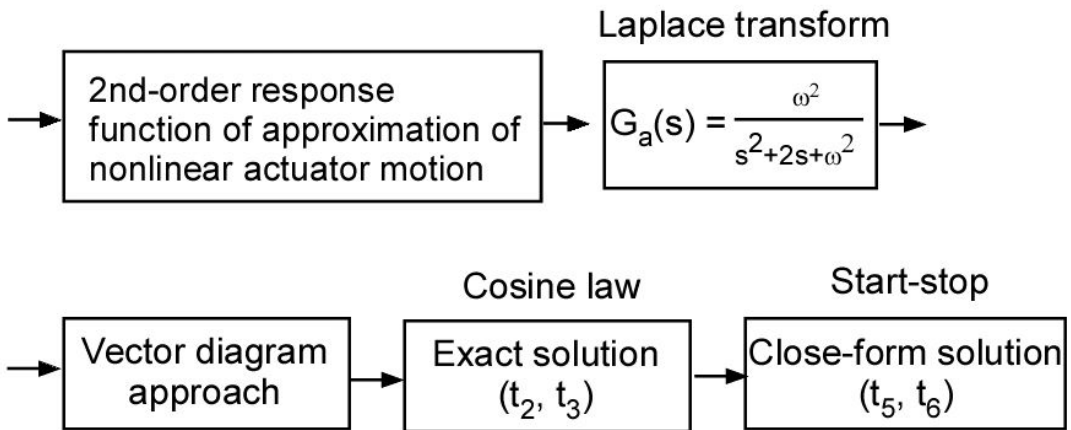 Laplace transform
2nd-order response
function of approximation of
nonlinear actuator motion
Gₐ(s) = ω² / s²+2s+ω²
Cosine law
Start-stop
Vector diagram
approach
Exact solution
(t₂, t₃)
Close-form solution
(t₅, t₆)